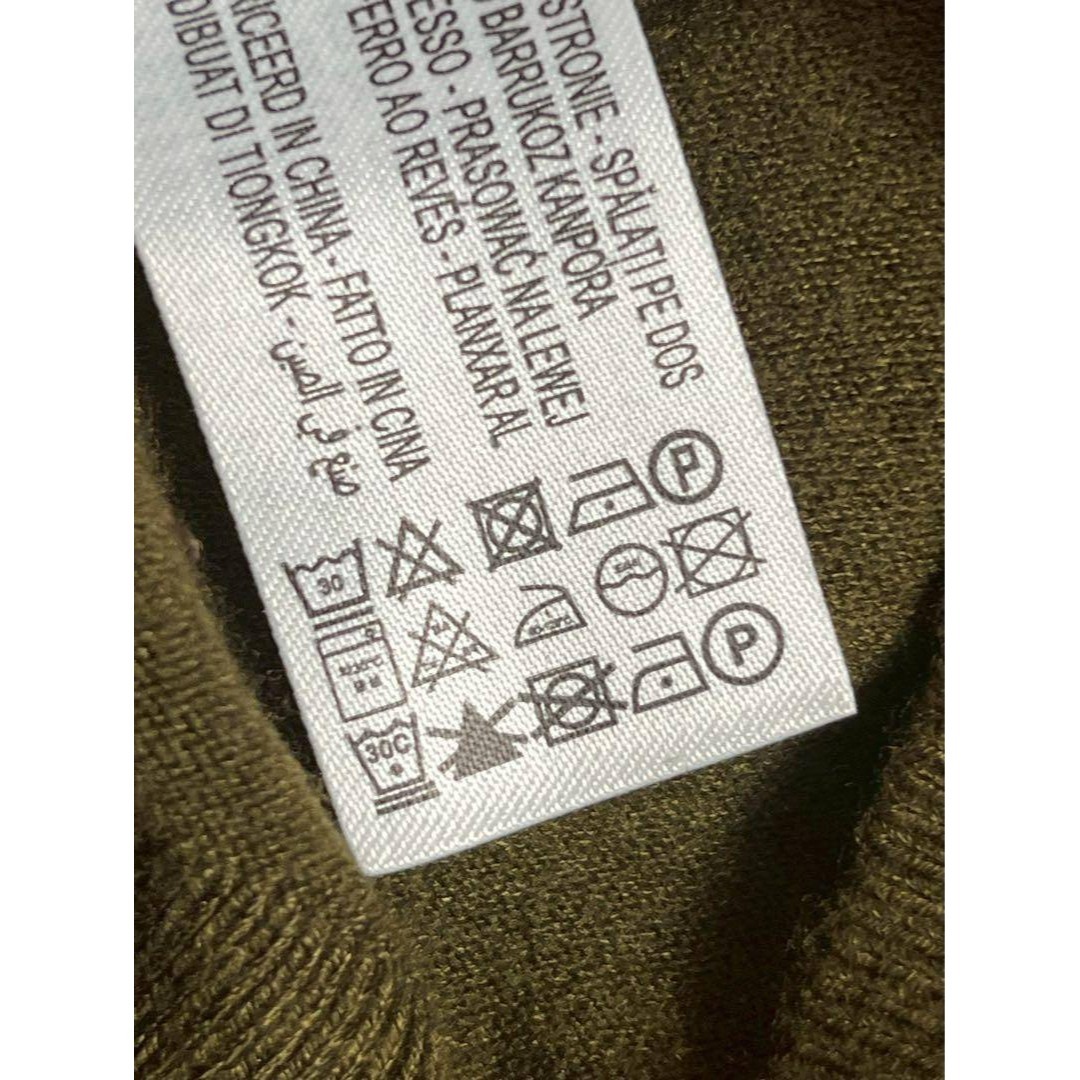 STRONIE - SPĂLATI PE DOS
BARRUKOZ KANPORA
ESSO - PRASOWAĆ NA LEWEJ
FERRO AO REVÉS - PLANXAR AL
RICEERD IN CHINA - FATTO IN CINA
DIBUAT DI TIONGKOK - صنع في الصين
30
P
30C
P